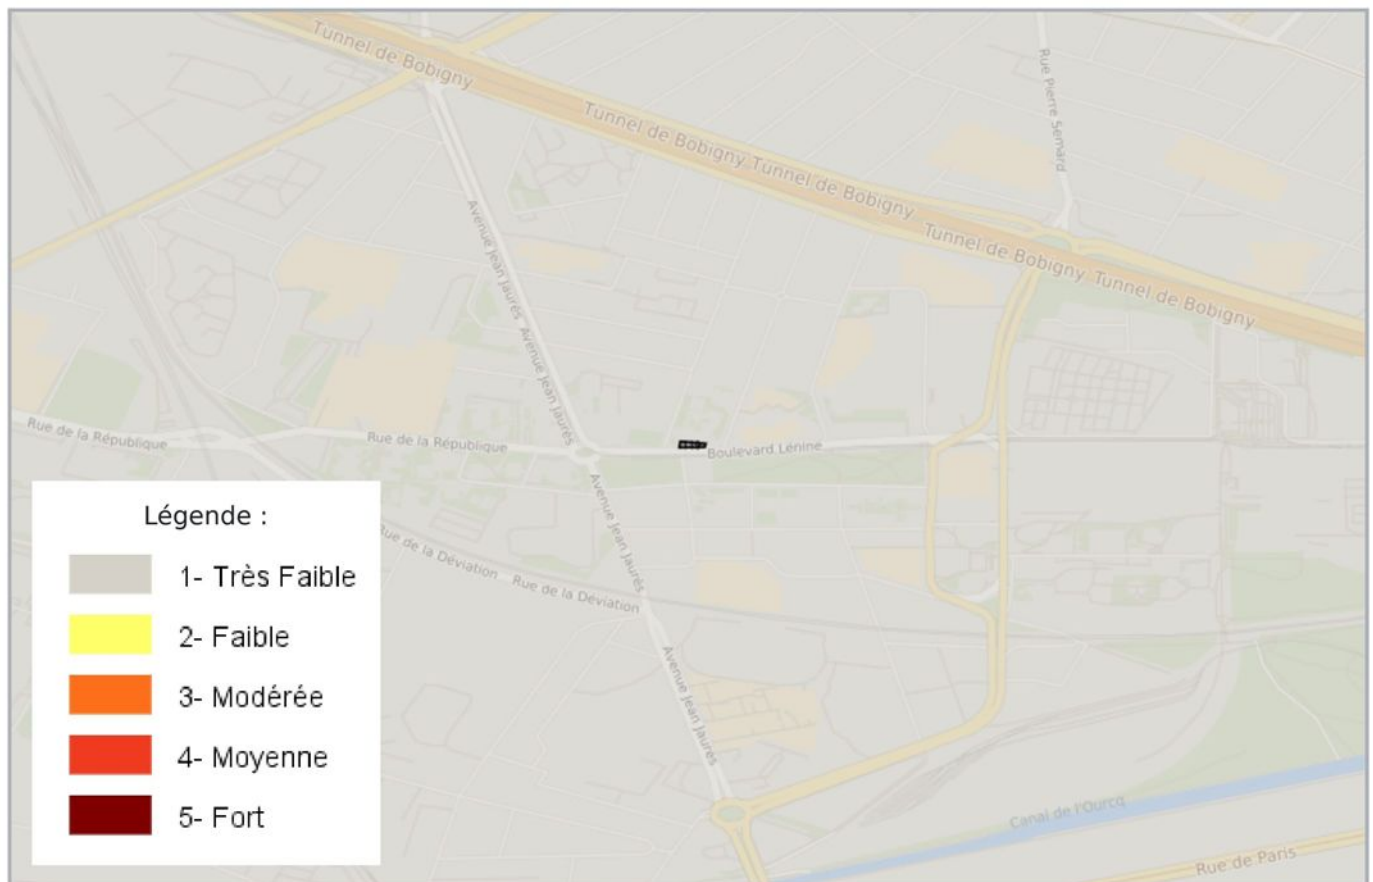 Tunnel de Bobigny
Tunnel de Bobigny
Tunnel de Bobigny
Tunnel de Bobigny
Tunnel de Bobigny
Rue Pierre Semard
Avenue Jean Jaurès
Avenue Jean Jaurès
Rue de la République
Rue de la République
Boulevard Lénine
Avenue Jean Jaurès
Rue de la Déviation
Rue de la Déviation
Avenue Jean Jaurès
Canal de l'Ourcq
Rue de Paris
Légende :
1- Très Faible
2- Faible
3- Modérée
4- Moyenne
5- Fort